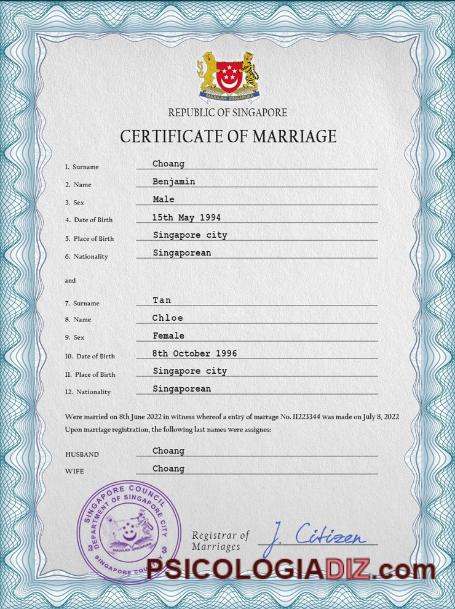 MAJULAH SINGAPURA
REPUBLIC OF SINGAPORE
CERTIFICATE OF MARRIAGE
1. Surname Choang
2. Name Benjamin
3. Sex Male
4. Date of Birth 15th May 1994
5. Place of Birth Singapore city
6. Nationality Singaporean
and
7. Surname Tan
8. Name Chloe
9. Sex Female
10. Date of Birth 8th October 1996
11. Place of Birth Singapore city
12. Nationality Singaporean
Were married on 8th June 2022 in witness whereof a entry of marrage No. II223344 was made on July 8, 2022
Upon marriage registration, the following last names were assignes:
HUSBAND Choang
WIFE Choang
SINGAPORE COUNCIL
DEPARTMENT OF SINGAPORE CITY
3 3
SINGAPORE
Registrar of
Marriages
J. Citizen
PSICOLOGIADIZ.com